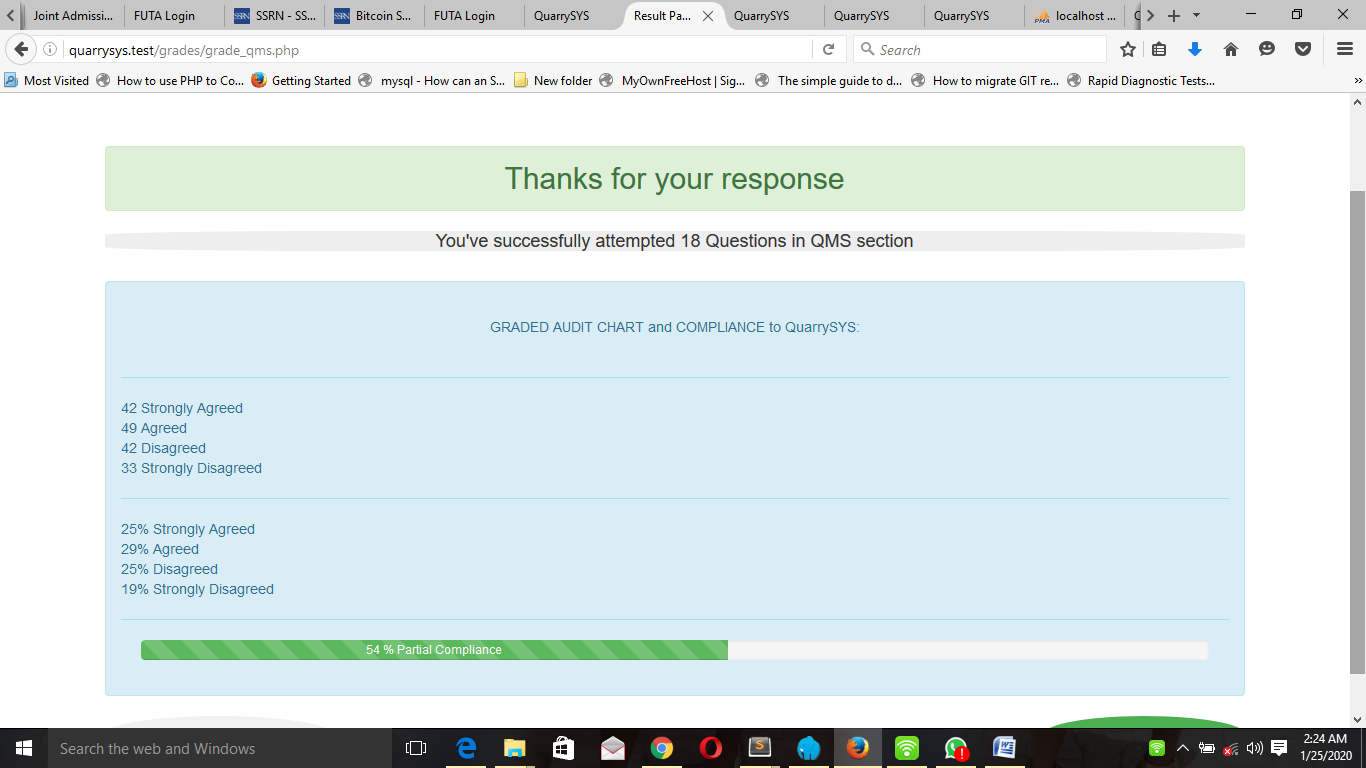 Joint Admissi... FUTA Login SSRN - SS... Bitcoin S... FUTA Login QuarrySYS Result Pa... QuarrySYS QuarrySYS QuarrySYS localhost ...
quarrysys.test/grades/grade_qms.php Search
Most Visited How to use PHP to Co... Getting Started mysql - How can an S... New folder MyOwnFreeHost | Sig... The simple guide to d... How to migrate GIT re... Rapid Diagnostic Tests...
Thanks for your response
You've successfully attempted 18 Questions in QMS section
GRADED AUDIT CHART and COMPLIANCE to QuarrySYS:
42 Strongly Agreed
49 Agreed
42 Disagreed
33 Strongly Disagreed
25% Strongly Agreed
29% Agreed
25% Disagreed
19% Strongly Disagreed
54 % Partial Compliance
Search the web and Windows
2:24 AM
1/25/2020